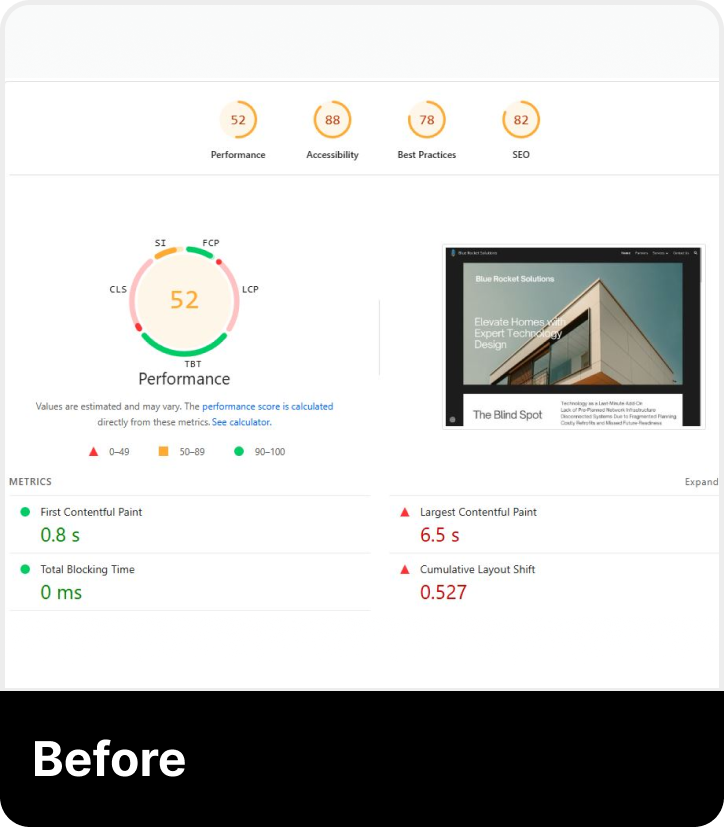 52
88
78
82
Performance
Accessibility
Best Practices
SEO
SI
FCP
CLS
LCP
52
TBT
Performance
Values are estimated and may vary. The performance score is calculated
directly from these metrics. See calculator.
0–49
50–89
90–100
Blue Rocket Solutions
Home
Blue Rocket Solutions
Elevate Homes with
Expert Technology
Design
The Blind Spot
Technology as a Last-Minute Add-On
Lack of Pre-Planned Network Infrastructure
Disconnected Systems Due to Fragmented Planning
Costly Retrofits and Missed Future-Readiness
METRICS
Expand
First Contentful Paint
0.8 s
Largest Contentful Paint
6.5 s
Total Blocking Time
0 ms
Cumulative Layout Shift
0.527
Before